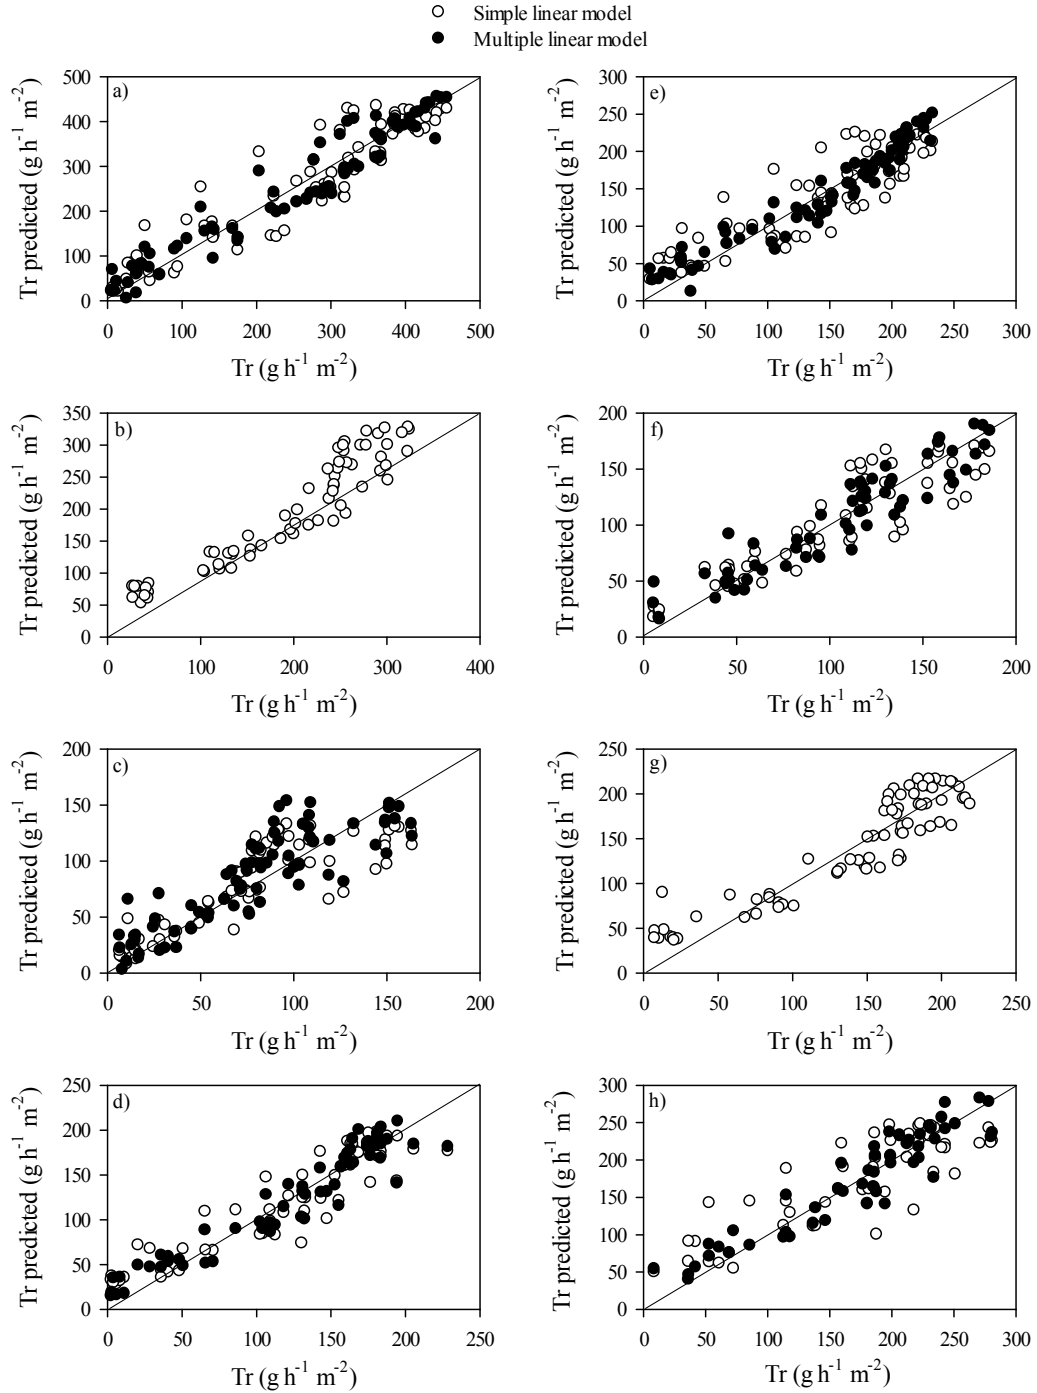 Simple linear model
Multiple linear model
a)
Tr predicted (g h-1 m-2)
500
400
300
200
100
0
0 100 200 300 400 500
Tr (g h-1 m-2)
e)
Tr predicted (g h-1 m-2)
300
250
200
150
100
50
0
0 50 100 150 200 250 300
Tr (g h-1 m-2)
b)
Tr predicted (g h-1 m-2)
350
300
250
200
150
100
50
0
0 100 200 300 400
Tr (g h-1 m-2)
f)
Tr predicted (g h-1 m-2)
200
150
100
50
0
0 50 100 150 200
Tr (g h-1 m-2)
c)
Tr predicted (g h-1 m-2)
200
150
100
50
0
0 50 100 150 200
Tr (g h-1 m-2)
g)
Tr predicted (g h-1 m-2)
250
200
150
100
50
0
0 50 100 150 200 250
Tr (g h-1 m-2)
d)
Tr predicted (g h-1 m-2)
250
200
150
100
50
0
0 50 100 150 200 250
Tr (g h-1 m-2)
h)
Tr predicted (g h-1 m-2)
300
250
200
150
100
50
0
0 50 100 150 200 250 300
Tr (g h-1 m-2)